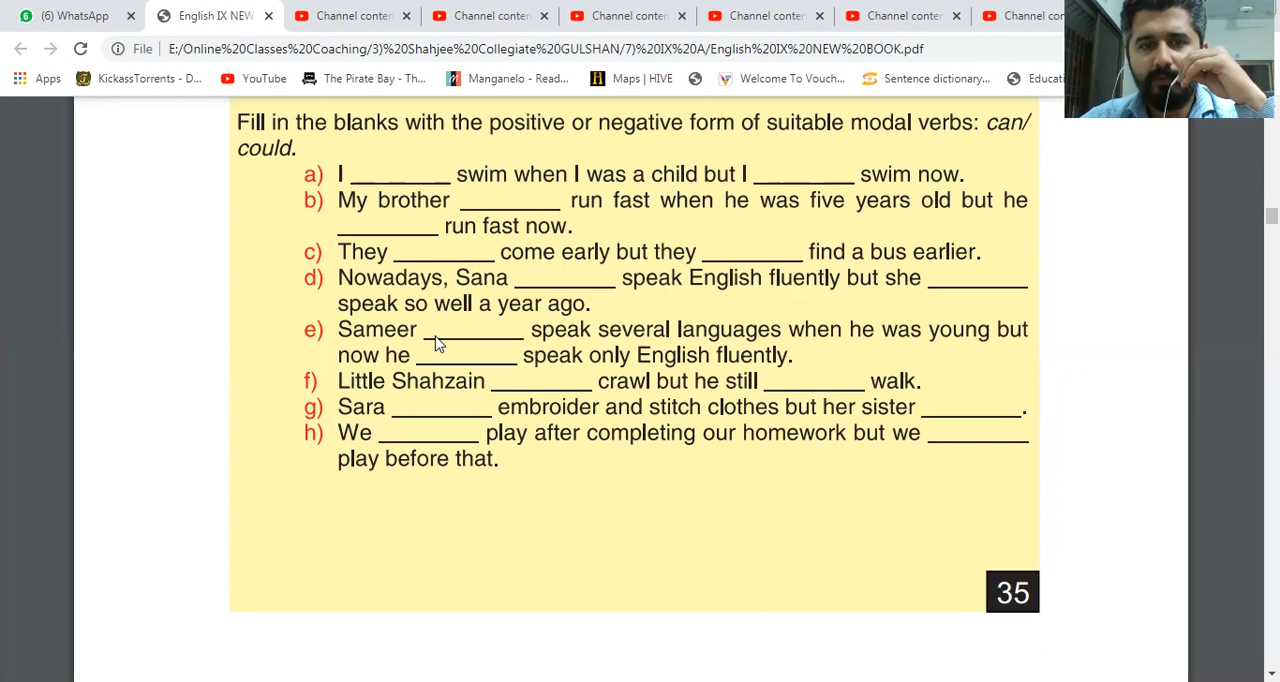 (6) WhatsApp
English IX NEW
Channel conten
Channel conten
Channel conten
Channel conten
Channel conten
Channel con
File | E:/Online%20Classes%20Coaching/3)%20Shahjee%20Collegiate%20GULSHAN/7)%20IX%20A/English%20IX%20NEW%20BOOK.pdf
Apps
KickassTorrents - D...
YouTube
The Pirate Bay - Th...
Manganelo - Read...
Maps | HIVE
Welcome To Vouch...
Sentence dictionary...
Educati
Fill in the blanks with the positive or negative form of suitable modal verbs: can/
could.
a) I ________ swim when I was a child but I ________ swim now.
b) My brother ________ run fast when he was five years old but he
________ run fast now.
c) They ________ come early but they ________ find a bus earlier.
d) Nowadays, Sana ________ speak English fluently but she ________
speak so well a year ago.
e) Sameer ________ speak several languages when he was young but
now he ________ speak only English fluently.
f) Little Shahzain ________ crawl but he still ________ walk.
g) Sara ________ embroider and stitch clothes but her sister ________.
h) We ________ play after completing our homework but we ________
play before that.
35